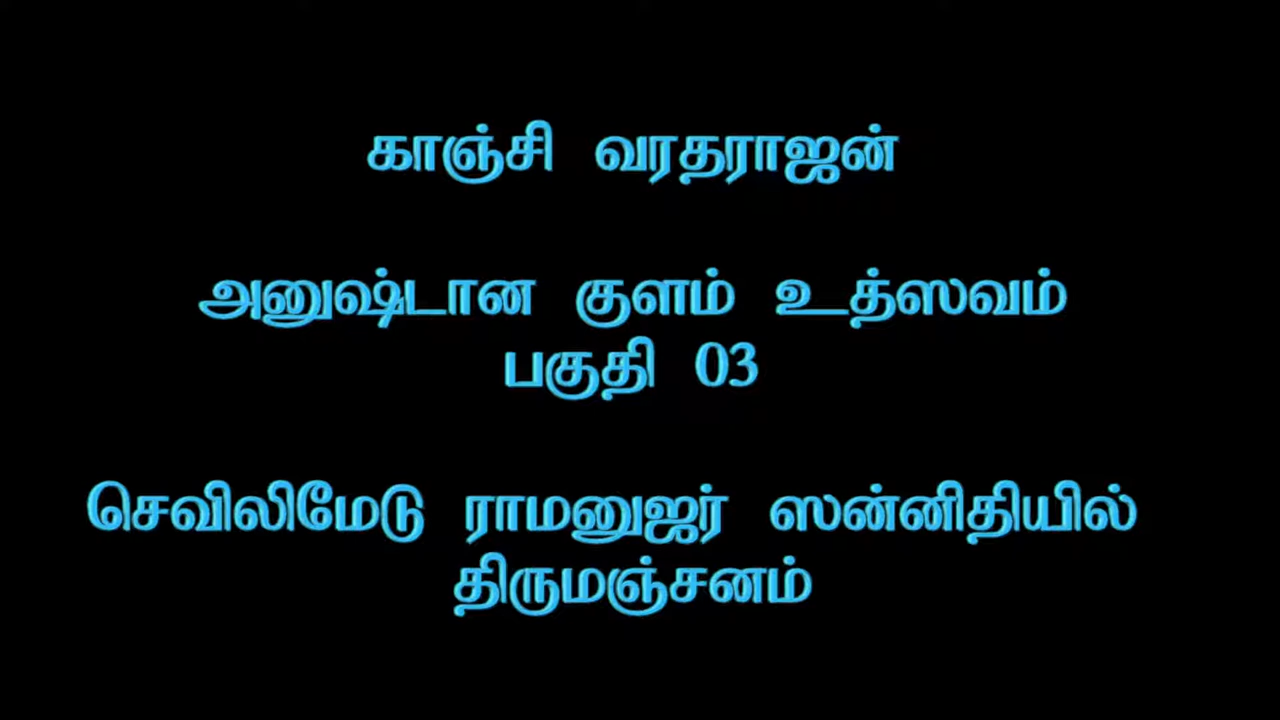 காஞ்சி வரதராஜன்
அனுஷ்டான குளம் உத்ஸவம்
பகுதி 03
செவிலிமேடு ராமனுஜர் ஸன்னிதியில்
திருமஞ்சனம்